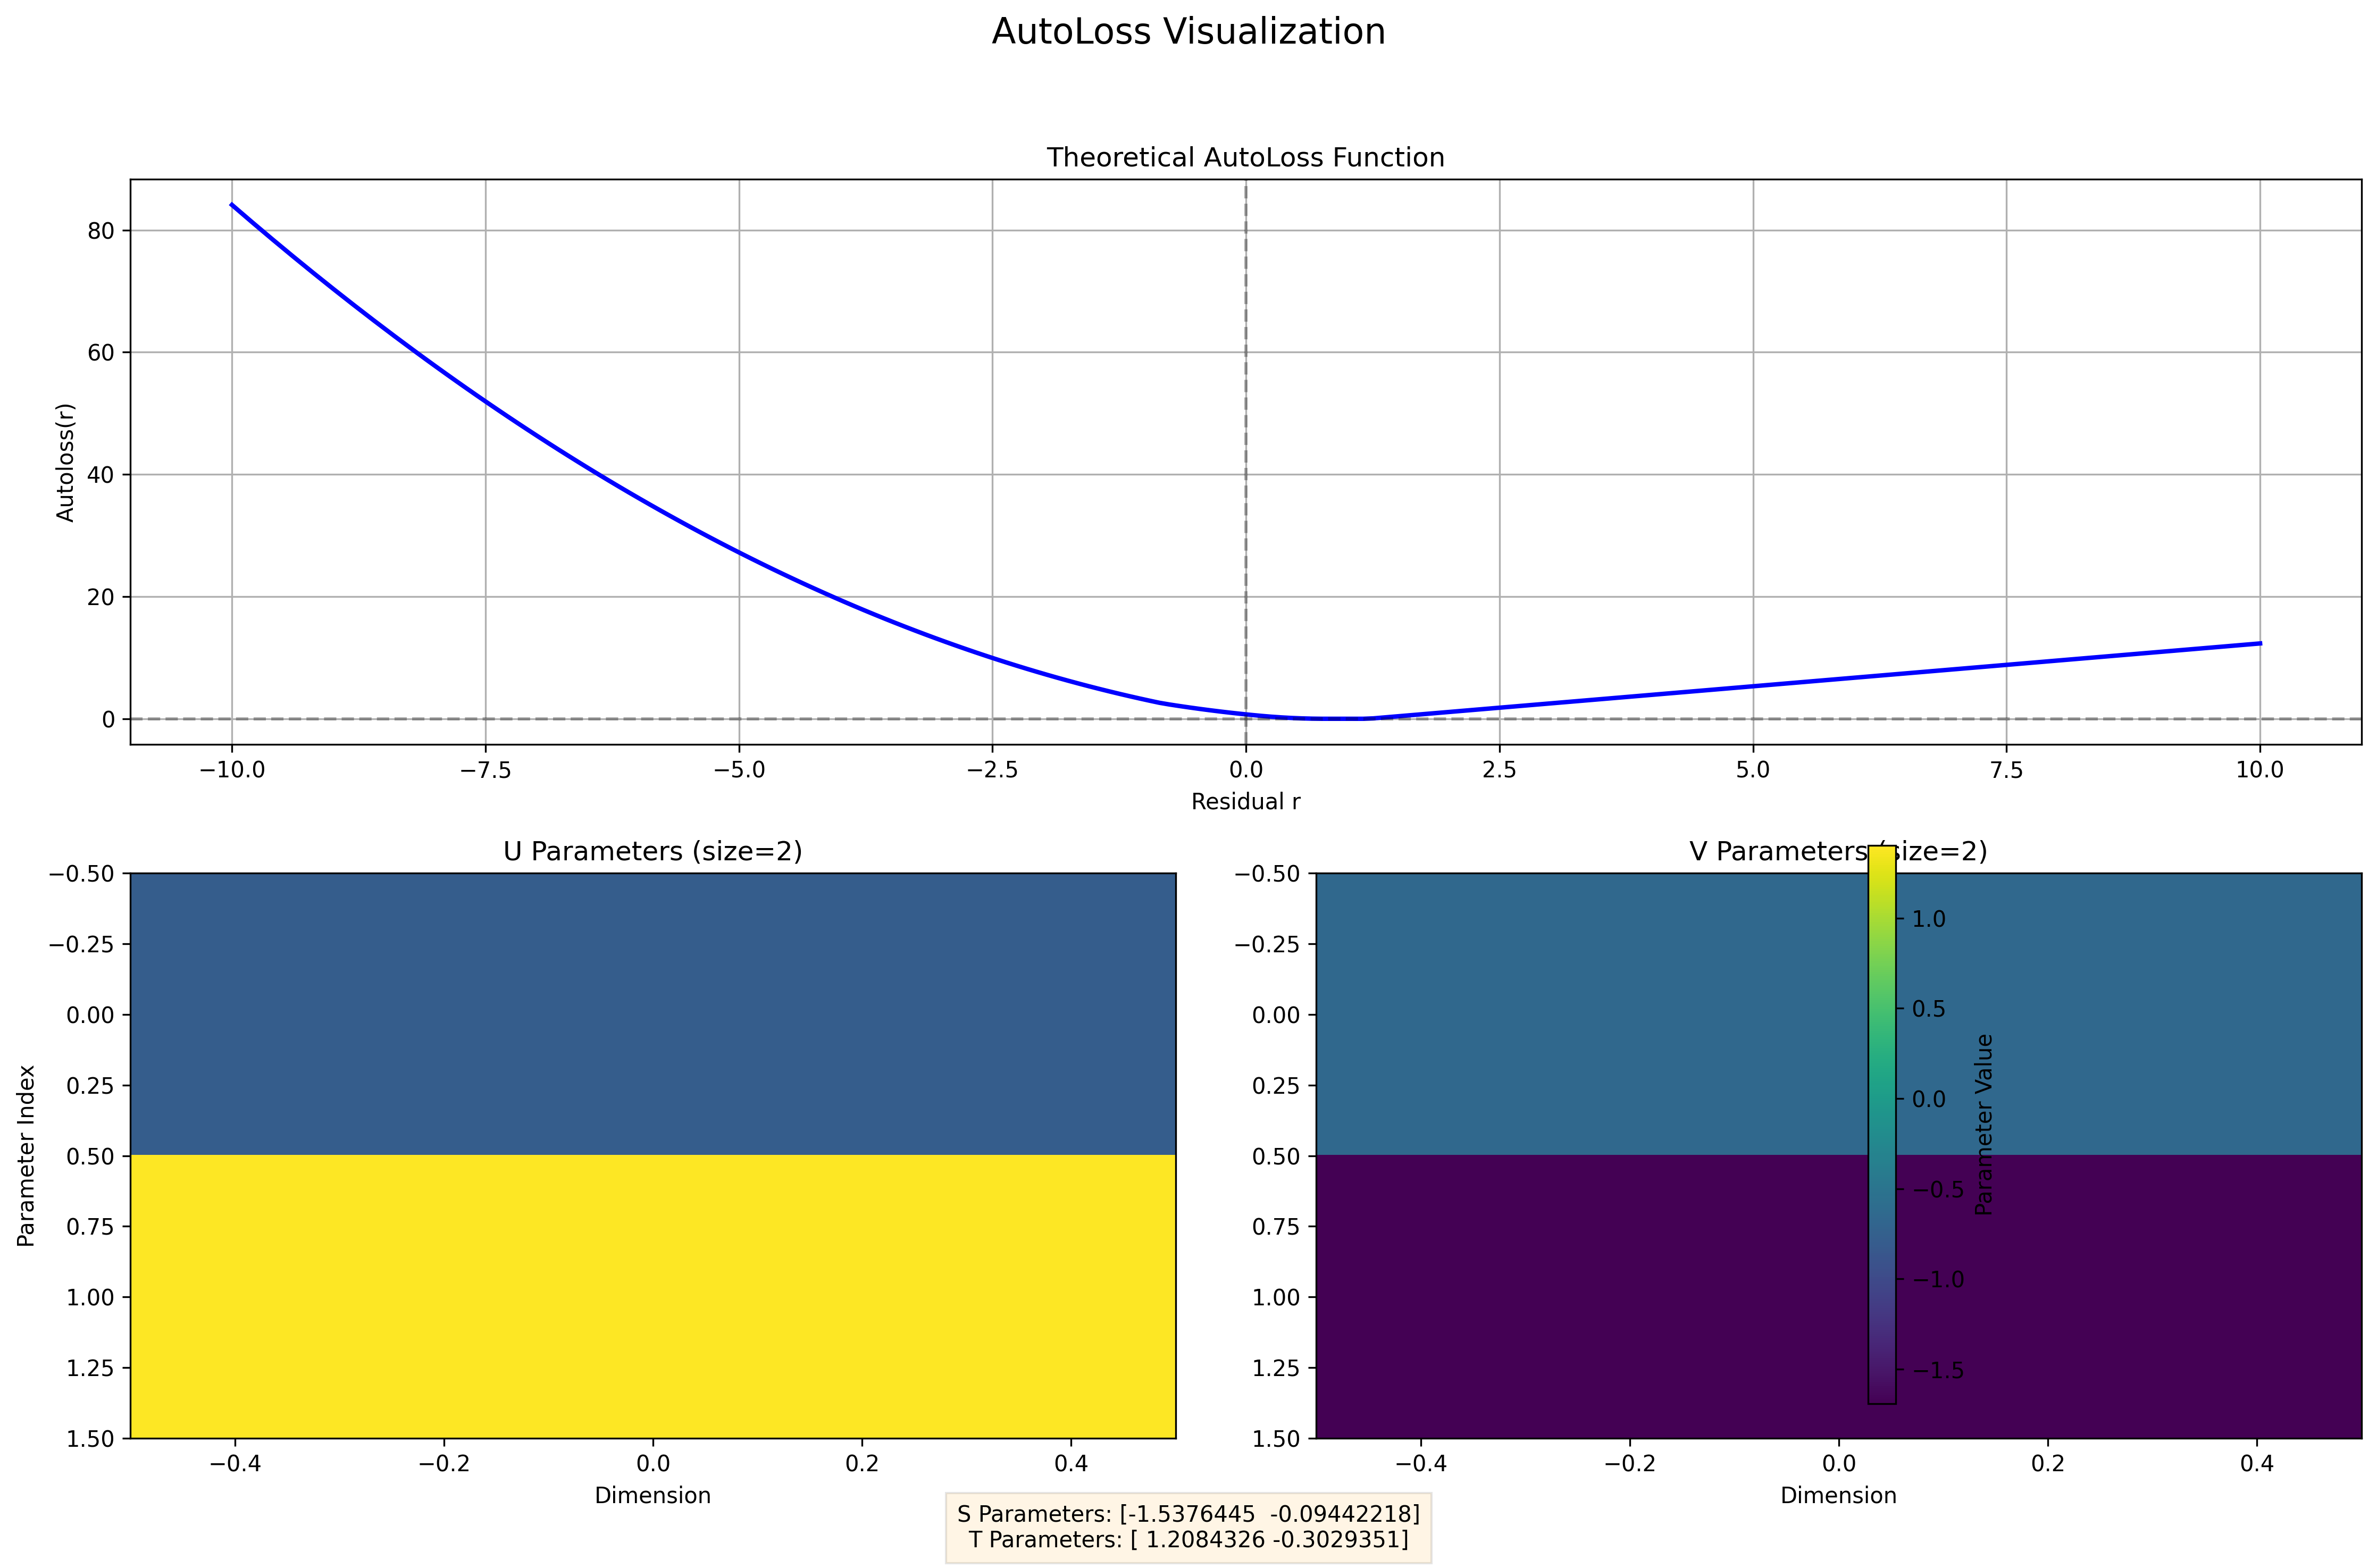 AutoLoss Visualization
Theoretical AutoLoss Function
80
60
40
20
0
Autoloss(r)
−10.0 −7.5 −5.0 −2.5 0.0 2.5 5.0 7.5 10.0
Residual r
U Parameters (size=2)
−0.50
−0.25
0.00
0.25
0.50
0.75
1.00
1.25
1.50
Parameter Index
−0.4 −0.2 0.0 0.2 0.4
Dimension
V Parameters (size=2)
−0.50
−0.25
0.00
0.25
0.50
0.75
1.00
1.25
1.50
−0.4 −0.2 0.0 0.2 0.4
Dimension
1.0
0.5
0.0
−0.5
−1.0
−1.5
Parameter Value
S Parameters: [-1.5376445  -0.09442218]
T Parameters: [ 1.2084326 -0.3029351]